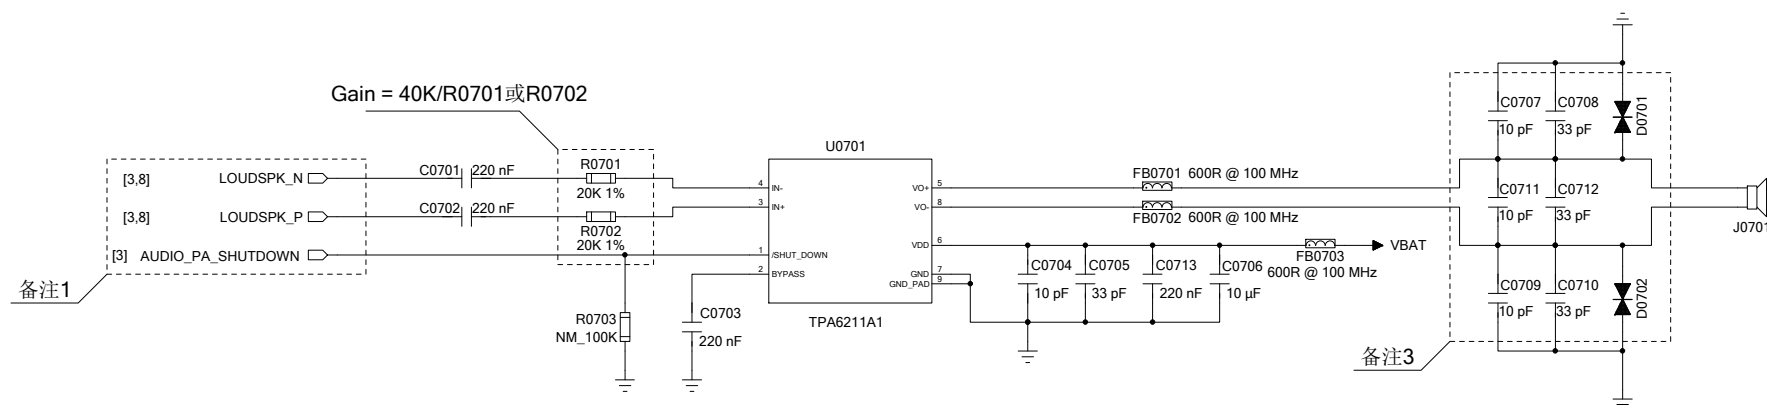 Gain = 40K/R0701或R0702
U0701
[3,8] LOUDSPK_N
C0701 220 nF
R0701
20K 1%
[3,8] LOUDSPK_P
C0702 220 nF
R0702
20K 1%
[3] AUDIO_PA_SHUTDOWN
备注1
R0703
NM_100K
C0703
220 nF
4 IN-
3 IN+
1 /SHUT_DOWN
2 BYPASS
VO+ 5
VO- 8
VDD 6
GND 7
GND_PAD 9
TPA6211A1
FB0701 600R @ 100 MHz
FB0702 600R @ 100 MHz
VBAT
FB0703
600R @ 100 MHz
C0704
10 pF
C0705
33 pF
C0713
220 nF
C0706
10 µF
C0707
10 pF
C0708
33 pF
D0701
C0711
10 pF
C0712
33 pF
J0701
C0709
10 pF
C0710
33 pF
D0702
备注3